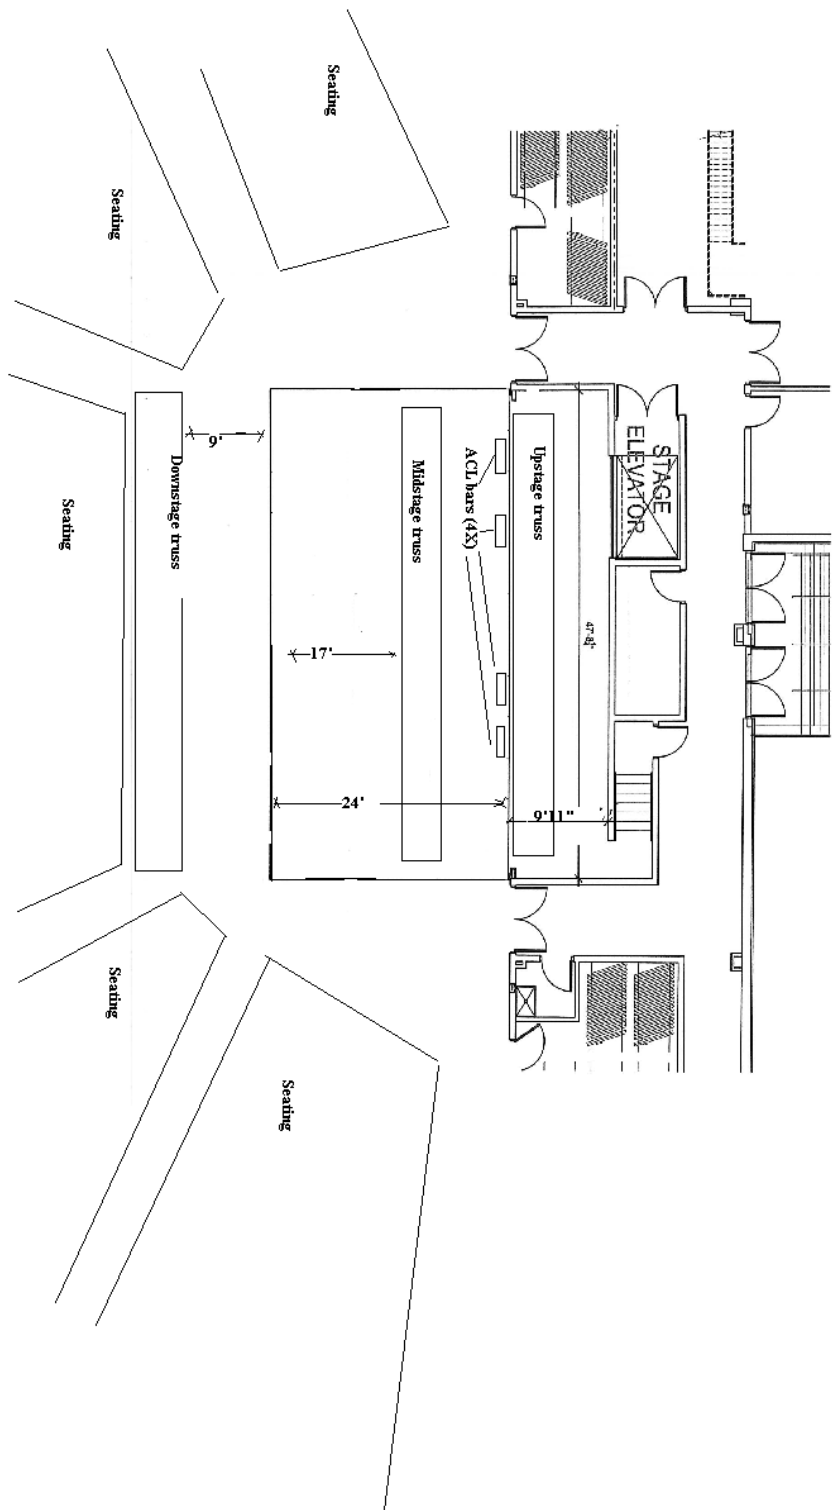 Seating
Seating
Seating
Seating
Seating
Downstage truss
Midstage truss
ACL bars (4X)
Upstage truss
STAGE
ELEVATOR
9'
17'
24'
9'11"